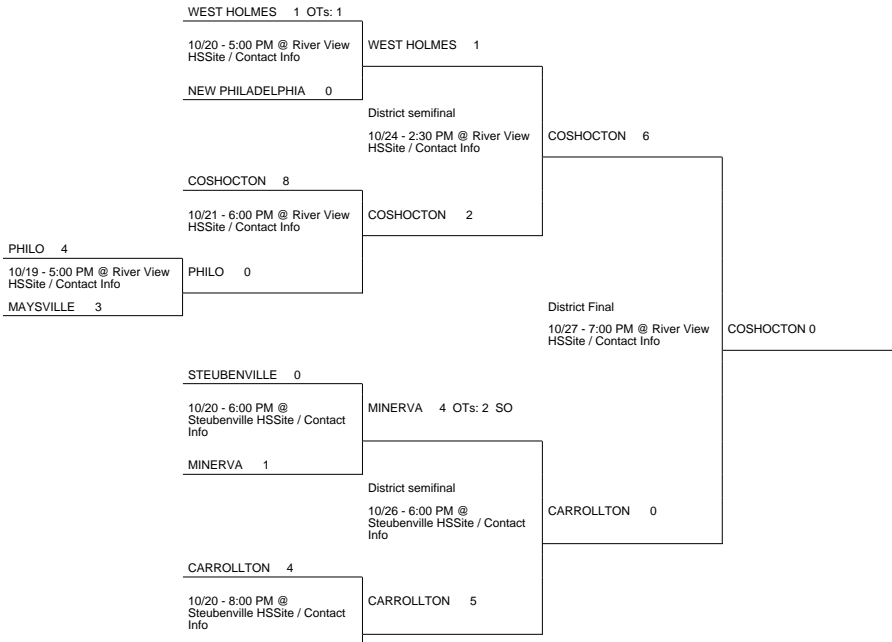 WEST HOLMES 1 OTs: 1
10/20 - 5:00 PM @ River View
HSSite / Contact Info
WEST HOLMES 1
NEW PHILADELPHIA 0
District semifinal
10/24 - 2:30 PM @ River View
HSSite / Contact Info
COSHOCTON 6
COSHOCTON 8
10/21 - 6:00 PM @ River View
HSSite / Contact Info
COSHOCTON 2
PHILO 4
10/19 - 5:00 PM @ River View
HSSite / Contact Info
PHILO 0
MAYSVILLE 3
District Final
10/27 - 7:00 PM @ River View
HSSite / Contact Info
COSHOCTON 0
STEUBENVILLE 0
10/20 - 6:00 PM @
Steubenville HSSite / Contact
Info
MINERVA 4 OTs: 2 SO
MINERVA 1
District semifinal
10/26 - 6:00 PM @
Steubenville HSSite / Contact
Info
CARROLLTON 0
CARROLLTON 4
10/20 - 8:00 PM @
Steubenville HSSite / Contact
Info
CARROLLTON 5